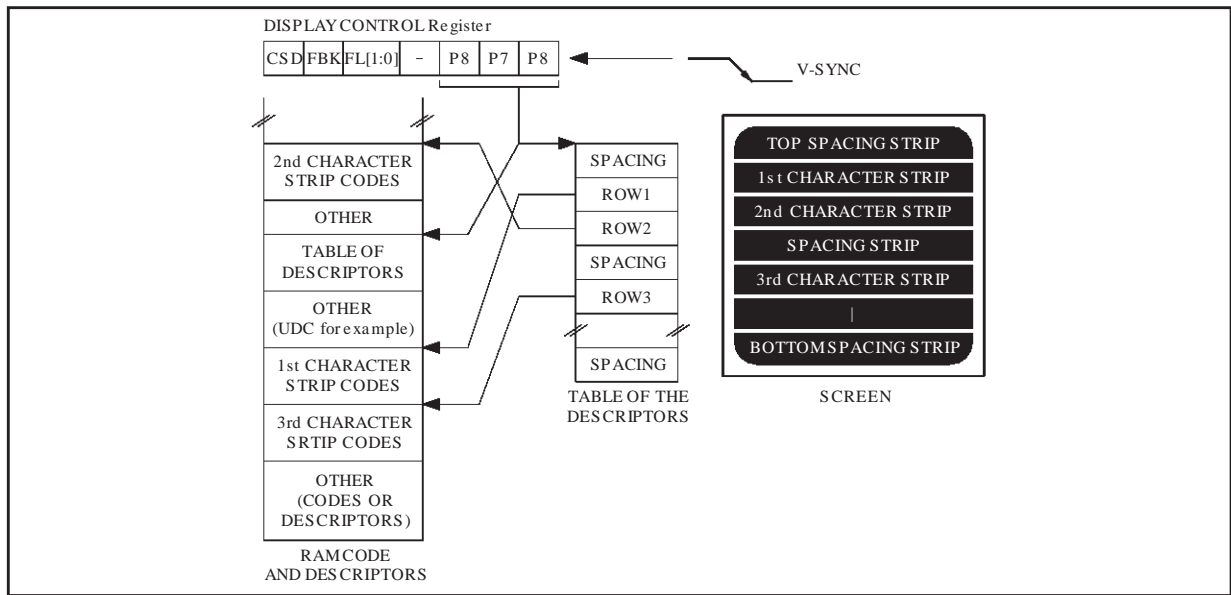 DISPLAY CONTROL Register
CSD FBK FL[1:0] - P8 P7 P8
V-SYNC
2nd CHARACTER
STRIP CODES
OTHER
TABLE OF
DESCRIPTORS
OTHER
(UDC for example)
1st CHARACTER
STRIP CODES
3rd CHARACTER
SRTIP CODES
OTHER
(CODES OR
DESCRIPTORS)
RAM CODE
AND DESCRIPTORS
SPACING
ROW1
ROW2
SPACING
ROW3
SPACING
TABLE OF THE
DESCRIPTORS
TOP SPACING STRIP
1st CHARACTER STRIP
2nd CHARACTER STRIP
SPACING STRIP
3rd CHARACTER STRIP
|
BOTTOM SPACING STRIP
SCREEN